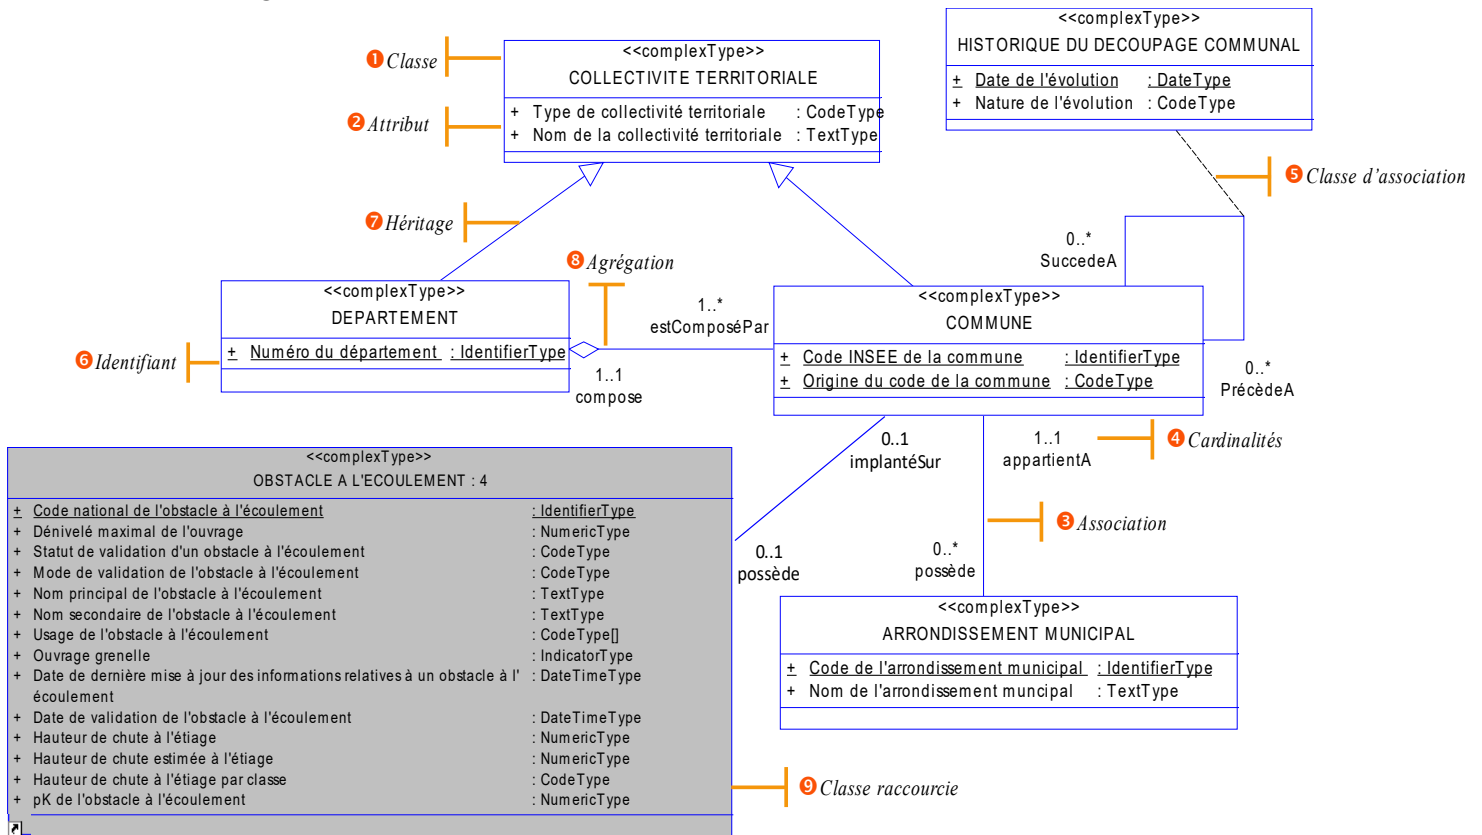 <<complexType>>
COLLECTIVITE TERRITORIALE
+ Type de collectivité territoriale : CodeType
+ Nom de la collectivité territoriale : TextType
<<complexType>>
HISTORIQUE DU DECOUPAGE COMMUNAL
+ Date de l'évolution : DateType
+ Nature de l'évolution : CodeType
1 Classe
2 Attribut
5 Classe d'association
7 Héritage
8 Agrégation
0..*
SuccedeA
<<complexType>>
DEPARTEMENT
+ Numéro du département : IdentifierType
6 Identifiant
1..*
estComposéPar
1..1
compose
<<complexType>>
COMMUNE
+ Code INSEE de la commune : IdentifierType
+ Origine du code de la commune : CodeType
0..*
PrécèdeA
0..1
implantéSur
1..1
appartientA
4 Cardinalités
<<complexType>>
OBSTACLE A L'ECOULEMENT : 4
+ Code national de l'obstacle à l'écoulement : IdentifierType
+ Dénivelé maximal de l'ouvrage : NumericType
+ Statut de validation d'un obstacle à l'écoulement : CodeType
+ Mode de validation de l'obstacle à l'écoulement : CodeType
+ Nom principal de l'obstacle à l'écoulement : TextType
+ Nom secondaire de l'obstacle à l'écoulement : TextType
+ Usage de l'obstacle à l'écoulement : CodeType[]
+ Ouvrage grenelle : IndicatorType
+ Date de dernière mise à jour des informations relatives à un obstacle à l' : DateTimeType
écoulement
+ Date de validation de l'obstacle à l'écoulement : DateTimeType
+ Hauteur de chute à l'étiage : NumericType
+ Hauteur de chute estimée à l'étiage : NumericType
+ Hauteur de chute à l'étiage par classe : CodeType
+ pK de l'obstacle à l'écoulement : NumericType
3 Association
0..1
possède
0..*
possède
<<complexType>>
ARRONDISSEMENT MUNICIPAL
+ Code de l'arrondissement municipal : IdentifierType
+ Nom de l'arrondissement muncipal : TextType
9 Classe raccourcie